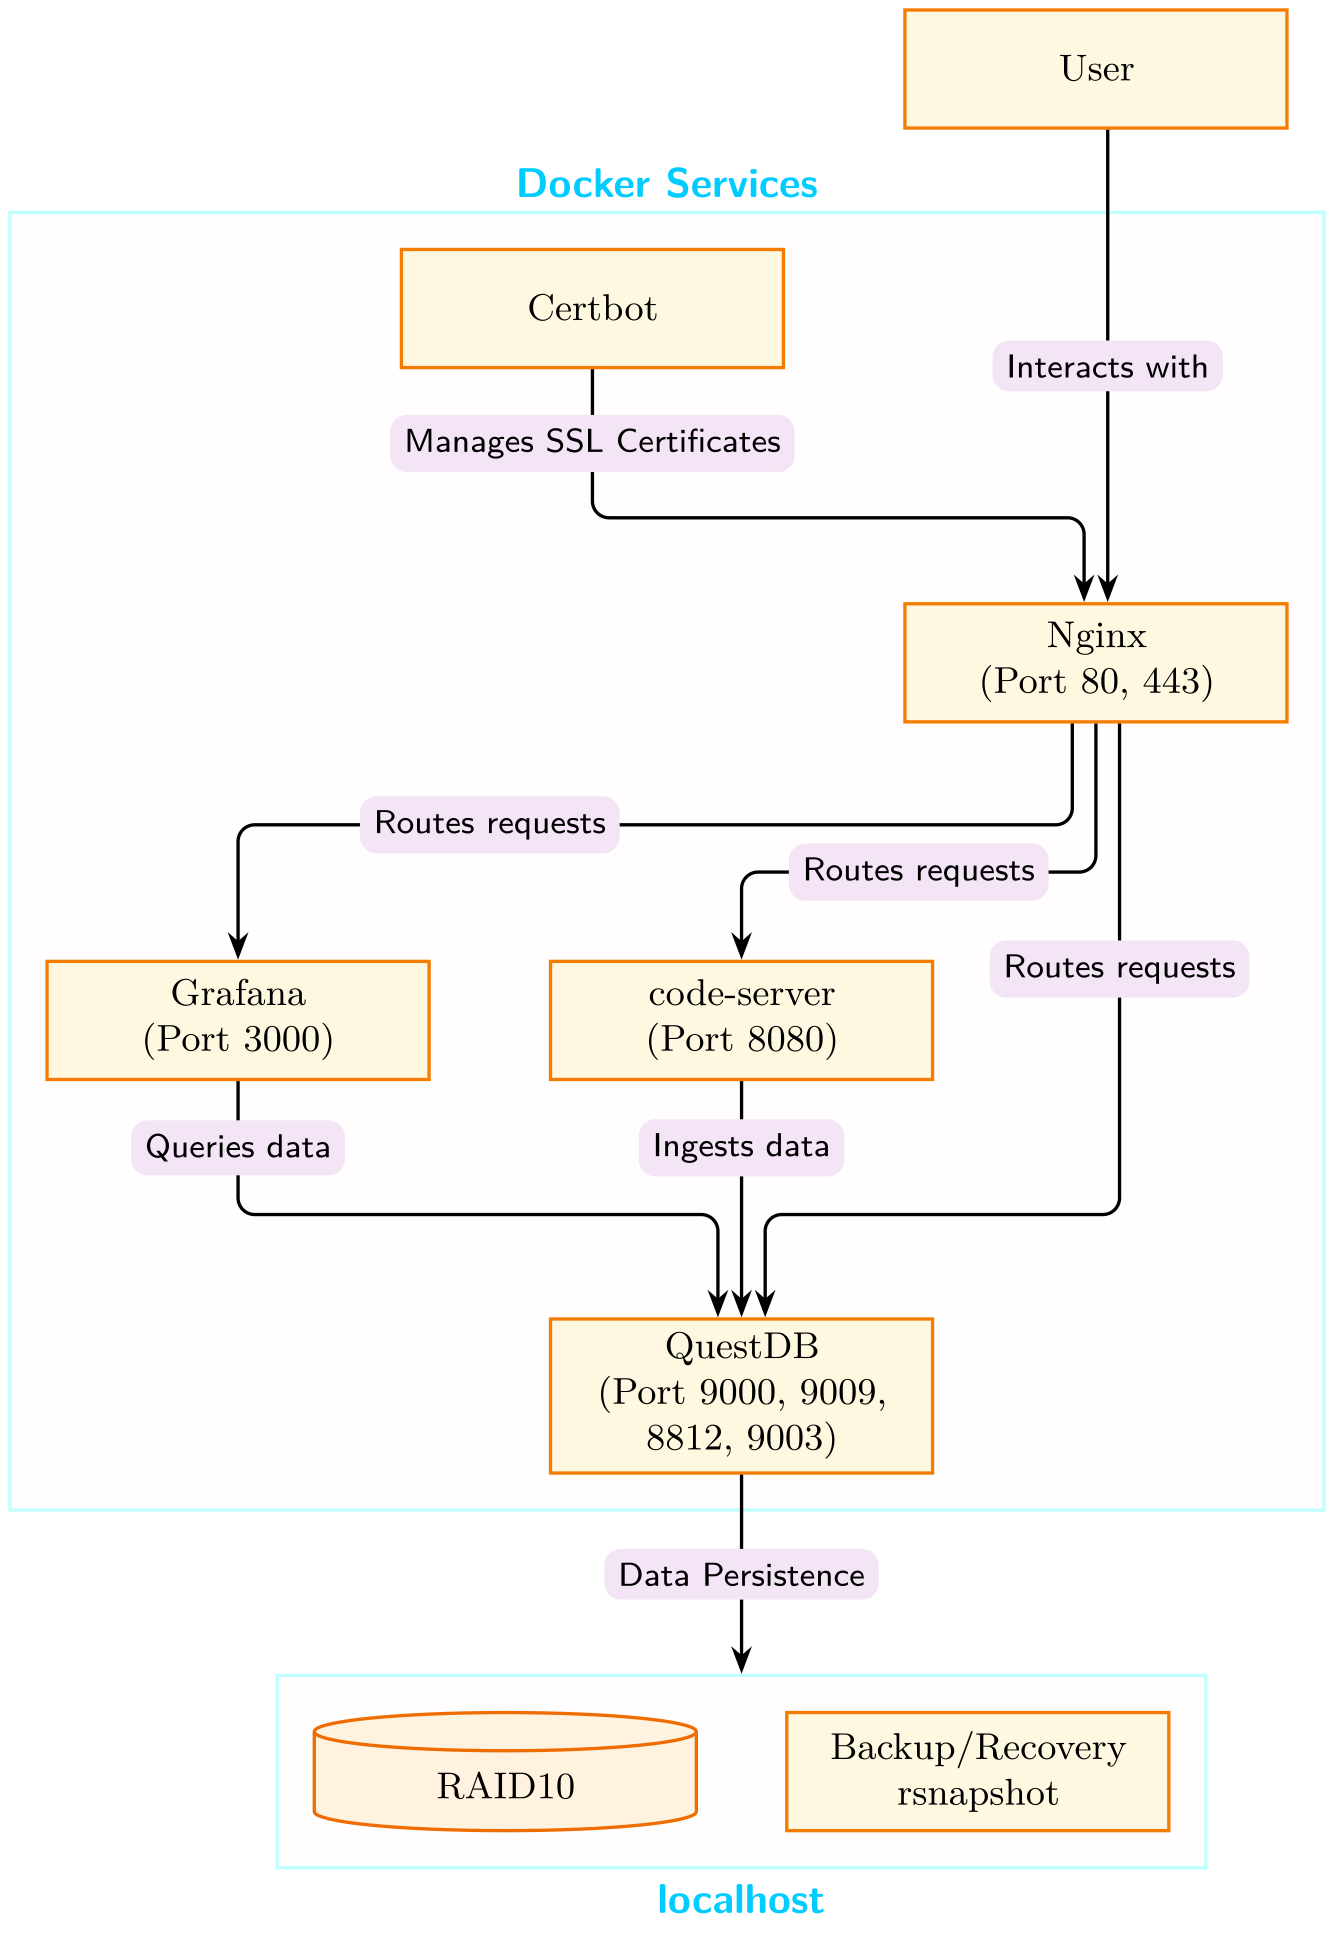 User
Docker Services
Certbot
Interacts with
Manages SSL Certificates
Nginx
(Port 80, 443)
Routes requests
Routes requests
Routes requests
Grafana
(Port 3000)
code-server
(Port 8080)
Queries data
Ingests data
QuestDB
(Port 9000, 9009,
8812, 9003)
Data Persistence
RAID10
Backup/Recovery
rsnapshot
localhost